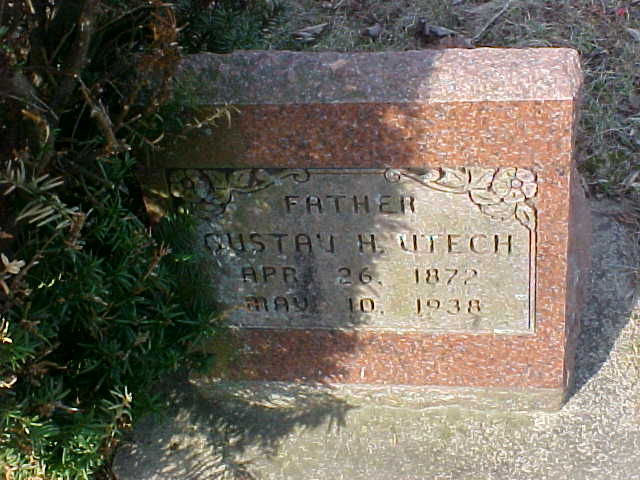 FATHER
GUSTAV H. UTECH
APR. 26. 1872
MAY 10. 1938